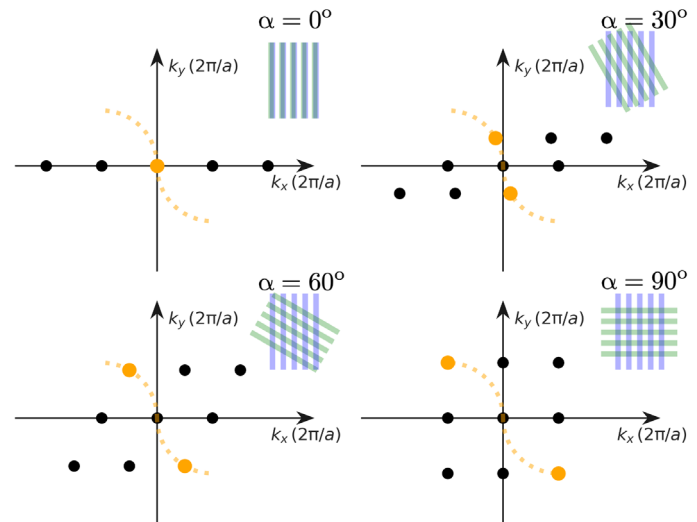 α = 0°
k_y (2π/a)
k_x (2π/a)
α = 30°
k_y (2π/a)
k_x (2π/a)
α = 60°
k_y (2π/a)
k_x (2π/a)
α = 90°
k_y (2π/a)
k_x (2π/a)